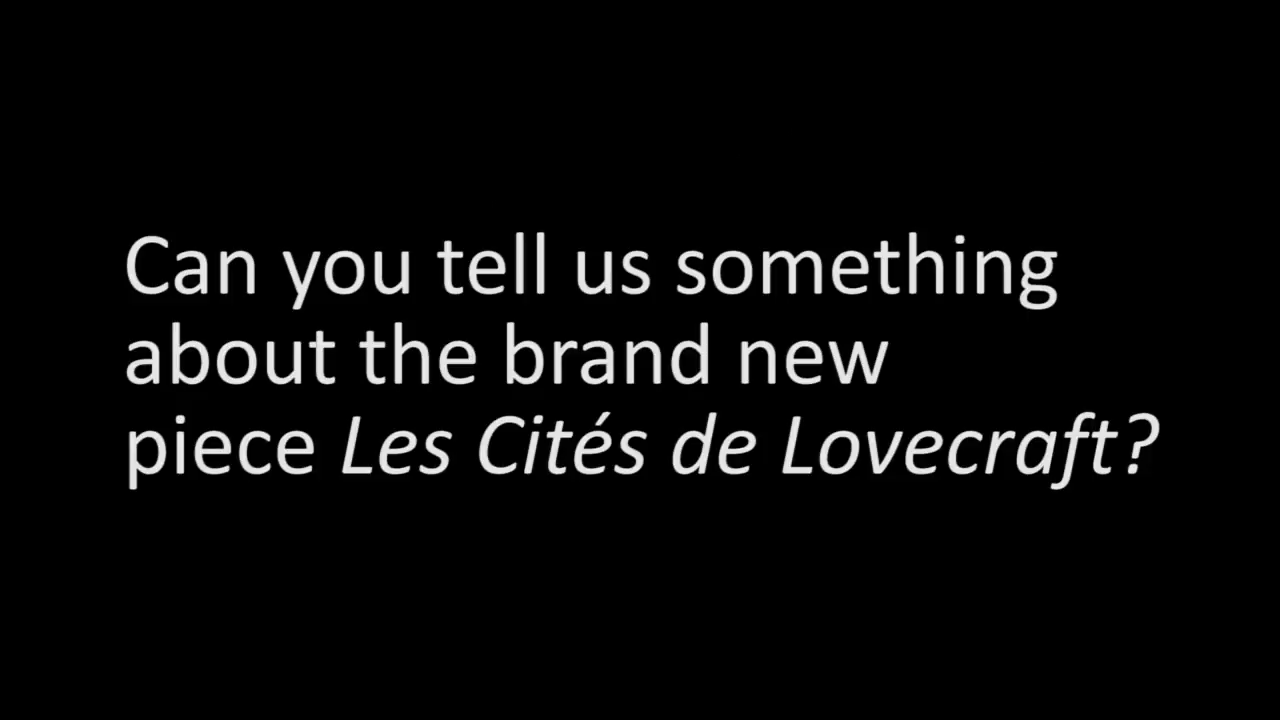 Can you tell us something
about the brand new
piece Les Cités de Lovecraft?